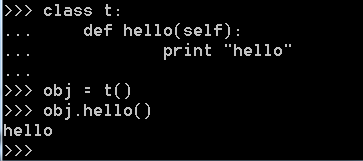 >>> class t:
...     def hello(self):
...             print "hello"
...
>>> obj = t()
>>> obj.hello()
hello
>>>